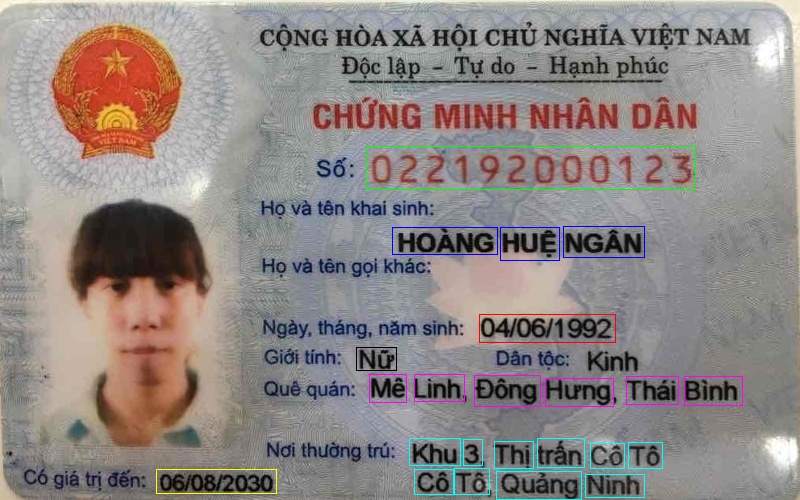 CỘNG HÒA XÃ HỘI CHỦ NGHĨA VIỆT NAM
Độc lập - Tự do - Hạnh phúc
CHỨNG MINH NHÂN DÂN
Số: 022192000123
Họ và tên khai sinh:
HOÀNG HUỆ NGÂN
Họ và tên gọi khác:
Ngày, tháng, năm sinh: 04/06/1992
Giới tính: Nữ Dân tộc: Kinh
Quê quán: Mê Linh, Đông Hưng, Thái Bình
Nơi thường trú: Khu 3, Thị trấn Cô Tô
Cô Tô, Quảng Ninh
Có giá trị đến: 06/08/2030